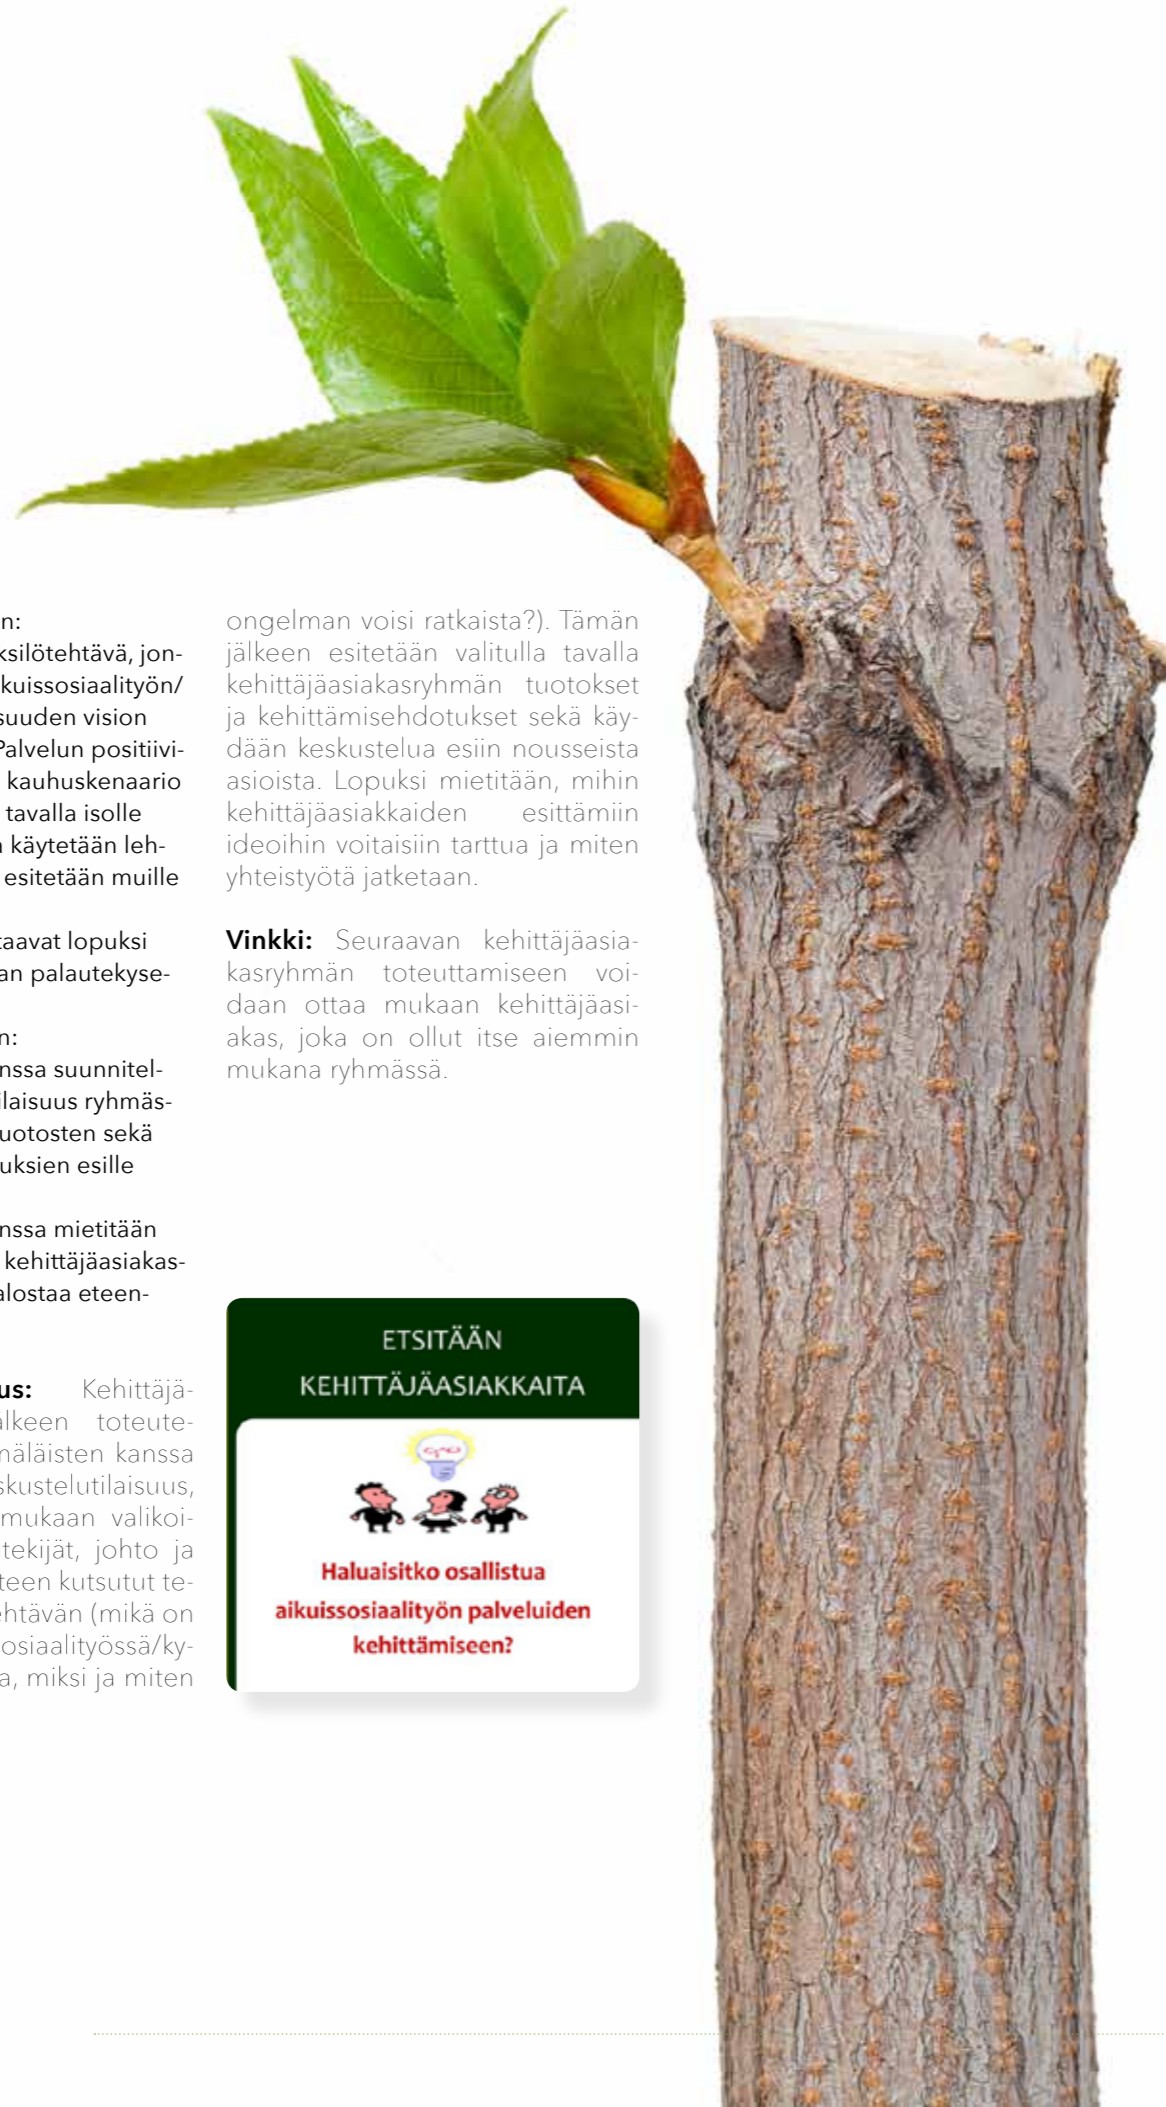 n:
ksilötehtävä, jon-
kuissosiaalityön/
suuden vision
Palvelun positiivi-
kauhuskenaario
tavalla isolle
käytetään leh-
esitetään muille
taavat lopuksi
an palautekyse-
n:
nssa suunnitel-
ilaisuus ryhmäs-
uotosten sekä
uksien esille
nssa mietitään
kehittäjäasiakas-
alostaa eteen-
us: Kehittäjä-
älkeen toteute-
mäläisten kanssa
skustelutilaisuus,
mukaan valikoi-
tekijät, johto ja
teen kutsutut te-
ehtävän (mikä on
osiaalityössä/ky-
a, miksi ja miten
ongelman voisi ratkaista?). Tämän
jälkeen esitetään valitulla tavalla
kehittäjäasiakasryhmän tuotokset
ja kehittämisehdotukset sekä käy-
dään keskustelua esiin nousseista
asioista. Lopuksi mietitään, mihin
kehittäjäasiakkaiden esittämiin
ideoihin voitaisiin tarttua ja miten
yhteistyötä jatketaan.
Vinkki: Seuraavan kehittäjäasia-
kasryhmän toteuttamiseen voi-
daan ottaa mukaan kehittäjäasi-
akas, joka on ollut itse aiemmin
mukana ryhmässä.
ETSITÄÄN
KEHITTÄJÄASIAKKAITA
Haluaisitko osallistua
aikuissosiaalityön palveluiden
kehittämiseen?